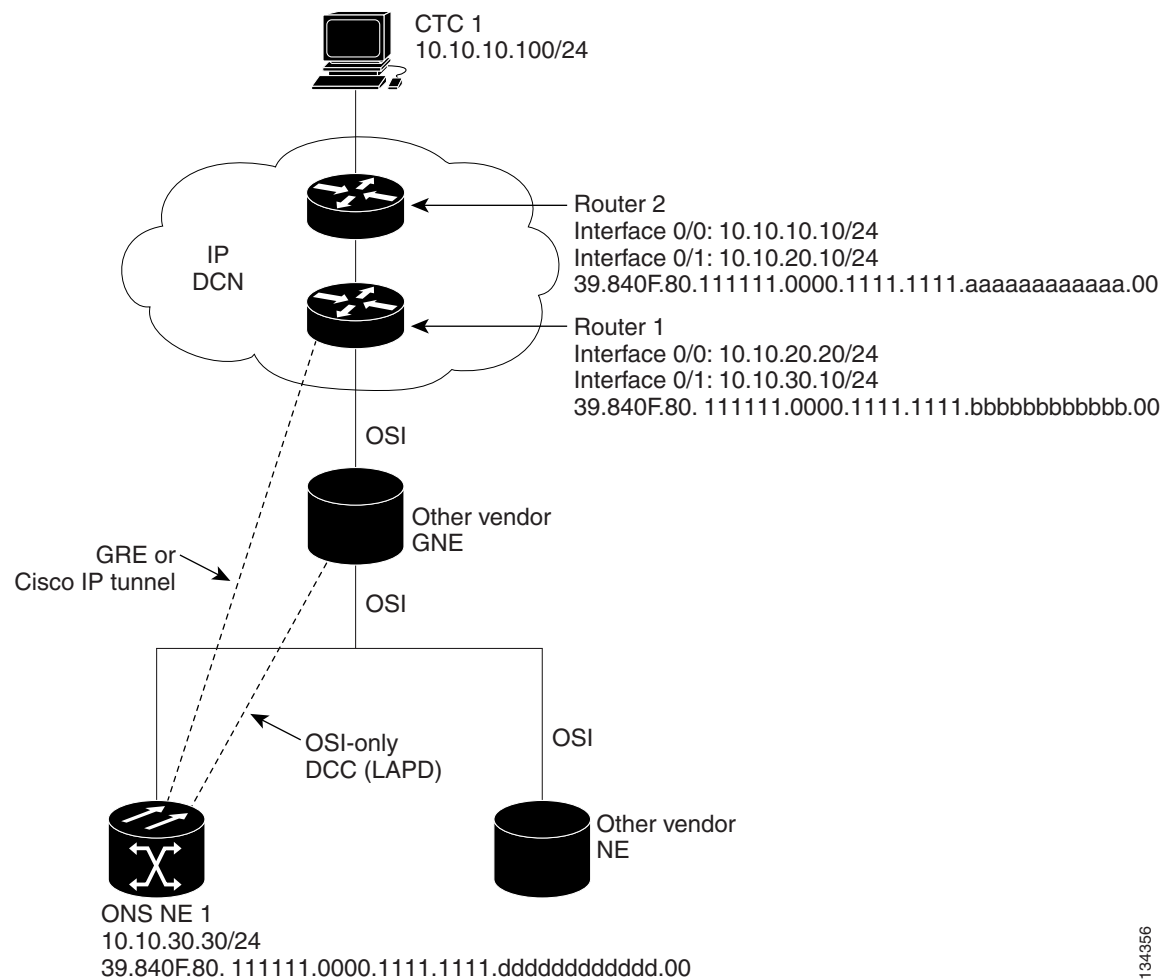 CTC 1
10.10.10.100/24
IP
DCN
Router 2
Interface 0/0: 10.10.10.10/24
Interface 0/1: 10.10.20.10/24
39.840F.80.111111.0000.1111.1111.aaaaaaaaaaaa.00
Router 1
Interface 0/0: 10.10.20.20/24
Interface 0/1: 10.10.30.10/24
39.840F.80. 111111.0000.1111.1111.bbbbbbbbbbbb.00
OSI
Other vendor
GNE
GRE or
Cisco IP tunnel
OSI
OSI-only
DCC (LAPD)
OSI
Other vendor
NE
ONS NE 1
10.10.30.30/24
39.840F.80. 111111.0000.1111.1111.dddddddddddd.00
134356